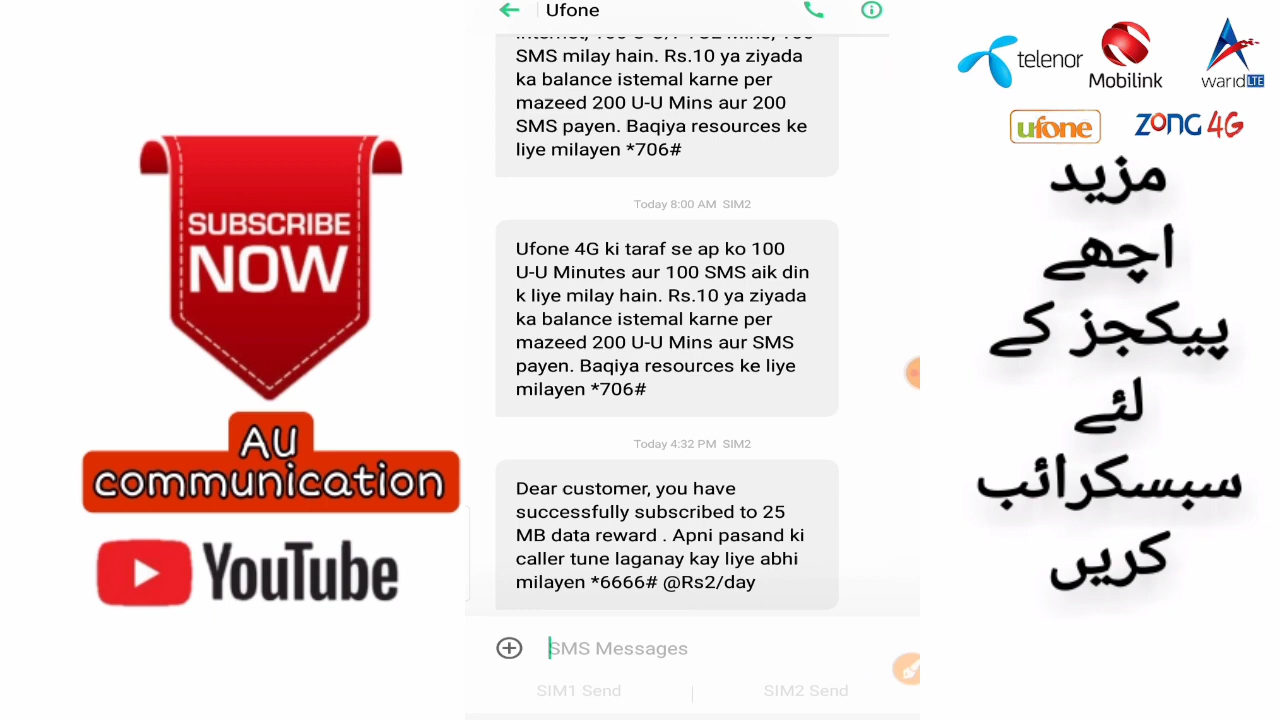 SUBSCRIBE
NOW
AU
communication
YouTube
Ufone
SMS milay hain. Rs.10 ya ziyada
ka balance istemal karne per
mazeed 200 U-U Mins aur 200
SMS payen. Baqiya resources ke
liye milayen *706#
Today 8:00 AM SIM2
Ufone 4G ki taraf se ap ko 100
U-U Minutes aur 100 SMS aik din
k liye milay hain. Rs.10 ya ziyada
ka balance istemal karne per
mazeed 200 U-U Mins aur SMS
payen. Baqiya resources ke liye
milayen *706#
Today 4:32 PM SIM2
Dear customer, you have
successfully subscribed to 25
MB data reward . Apni pasand ki
caller tune laganay kay liye abhi
milayen *6666# @Rs2/day
SMS Messages
SIM1 Send
SIM2 Send
telenor
Mobilink
warid LTE
ufone
ZONG 4G
مزید
اچھے
پیکجز کے
لئے
سبسکرائب
کریں